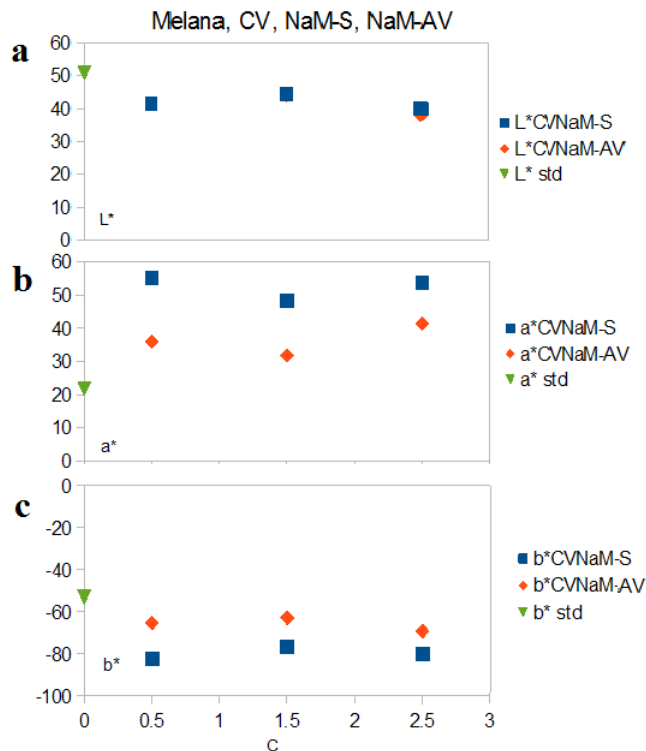 Melana, CV, NaM-S, NaM-AV
a
60
50
40
30
20
10
0
L*
L*CVNaM-S
L*CVNaM-AV
L* std
b
60
50
40
30
20
10
0
a*
a*CVNaM-S
a*CVNaM-AV
a* std
c
0
-20
-40
-60
-80
-100
b*
b*CVNaM-S
b*CVNaM-AV
b* std
0 0.5 1 1.5 2 2.5 3
C